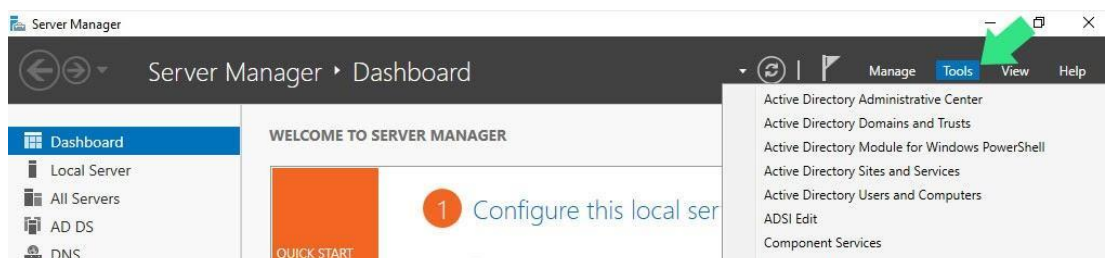 Server Manager
Server Manager • Dashboard
Manage Tools View Help
Dashboard
Local Server
All Servers
AD DS
DNS
WELCOME TO SERVER MANAGER
QUICK START
1 Configure this local ser
Active Directory Administrative Center
Active Directory Domains and Trusts
Active Directory Module for Windows PowerShell
Active Directory Sites and Services
Active Directory Users and Computers
ADSI Edit
Component Services